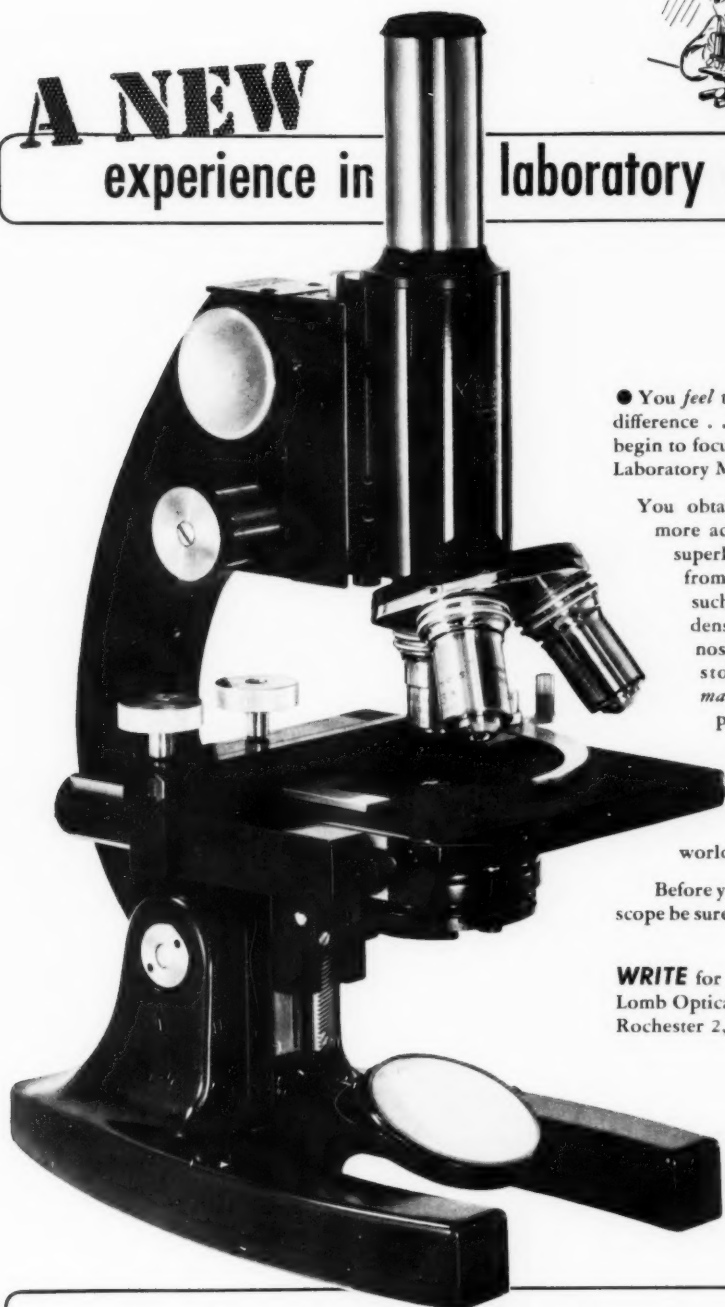 A NEW
experience in laboratory
● You feel
difference . .
begin to focu
Laboratory M
You obta
more ac
super
from
such
dens
nos
sto
ma
p
world
Before y
scope be sure
WRITE for
Lomb Optica
Rochester 2,